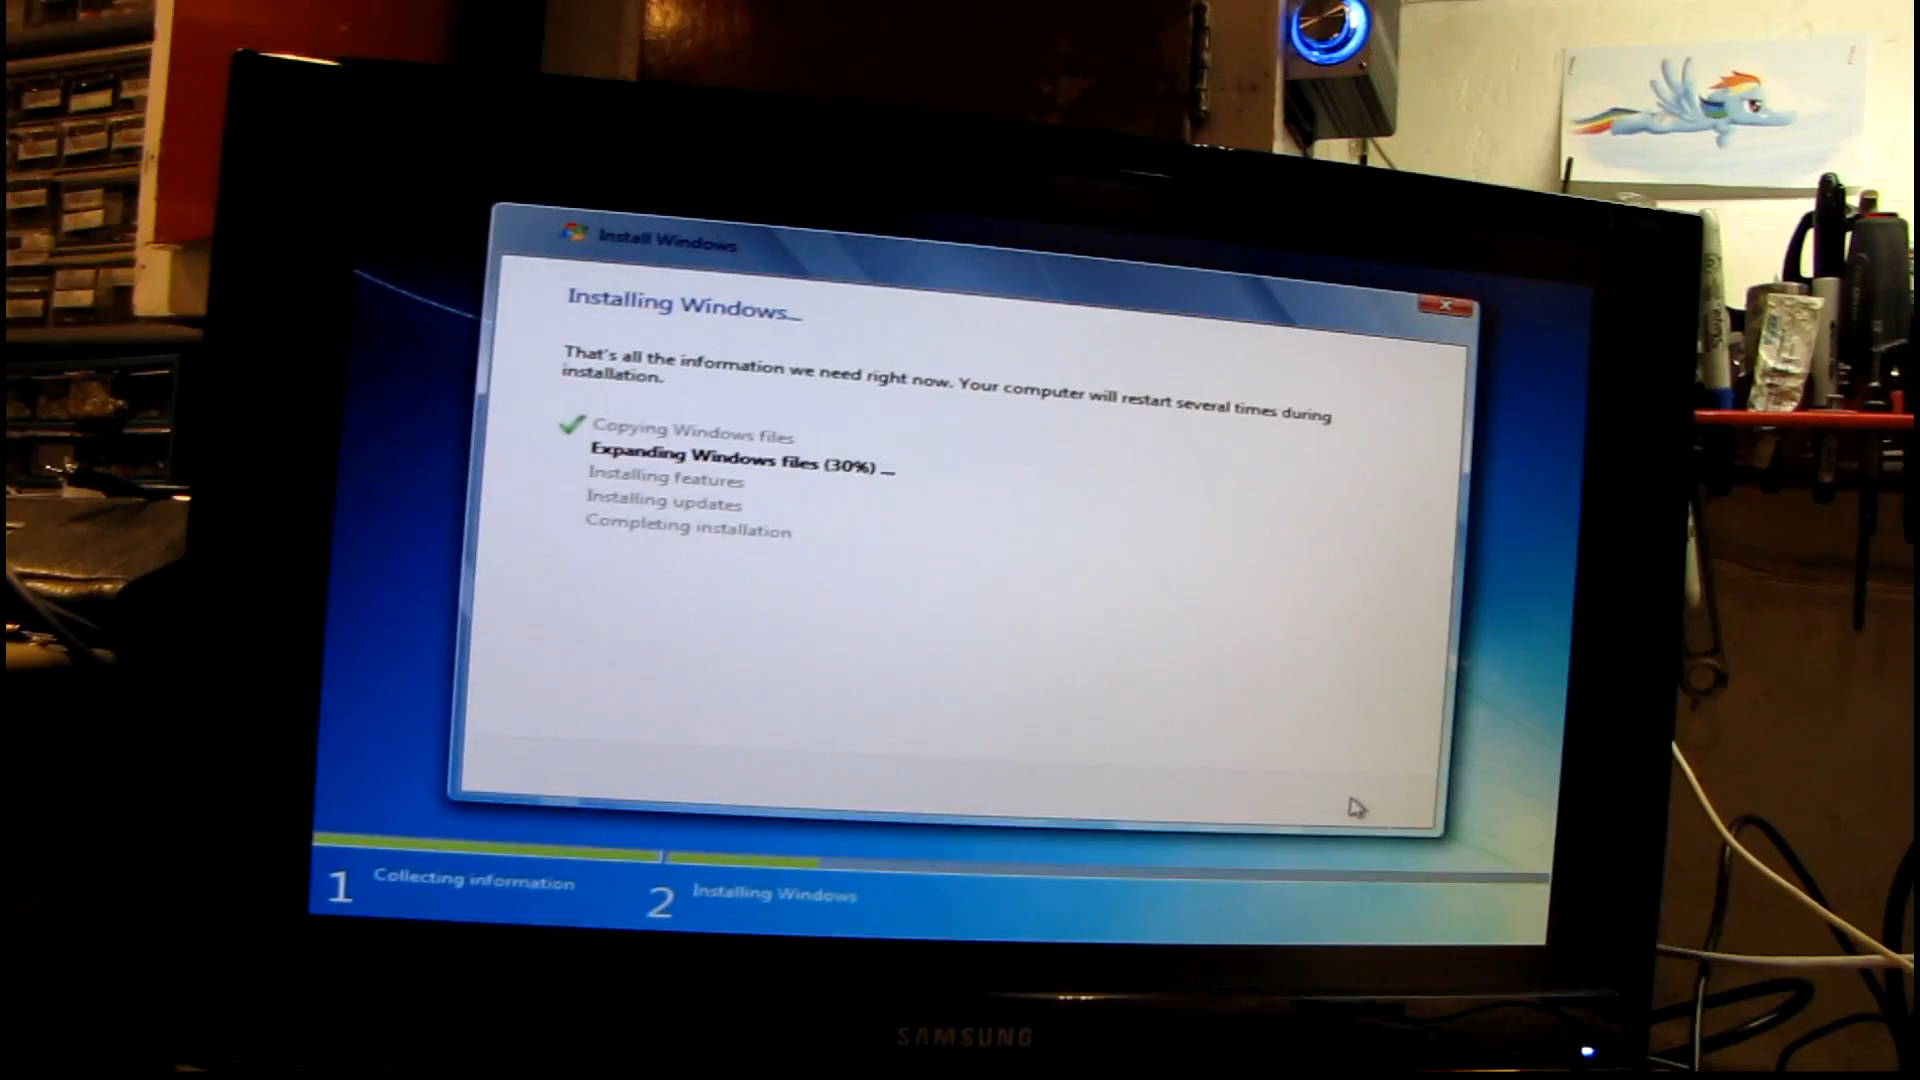 Install Windows
Installing Windows...
That's all the information we need right now. Your computer will restart several times during
installation.
Copying Windows files
Expanding Windows files (30%) ...
Installing features
Installing updates
Completing installation
1 Collecting information
2 Installing Windows
SAMSUNG